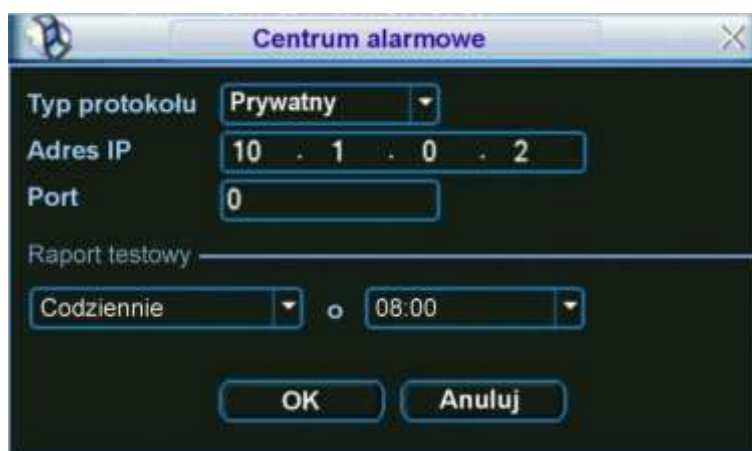 Centrum alarmowe
Typ protokołu Prywatny
Adres IP 10 . 1 . 0 . 2
Port 0
Raport testowy
Codziennie o 08:00
OK Anuluj